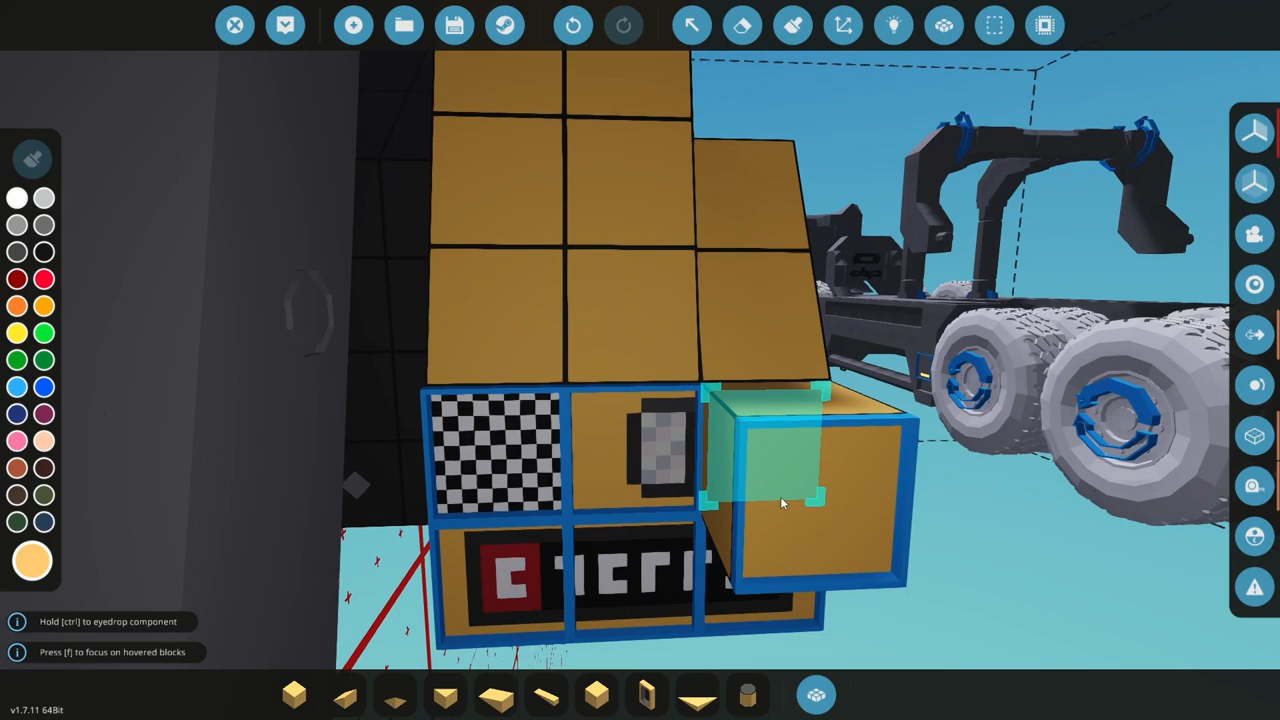 Hold [ctrl] to eyedrop component
Press [f] to focus on hovered blocks
v1.7.11 64Bit